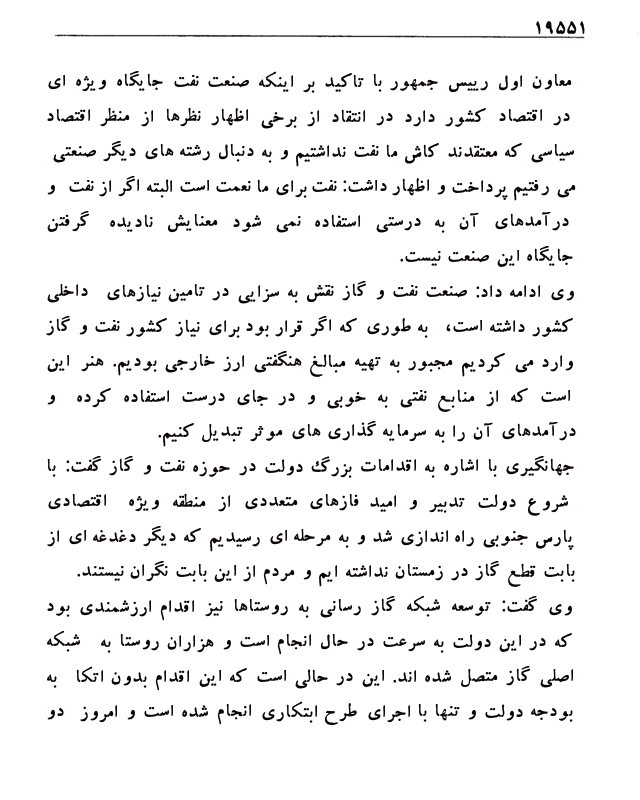 ۱۹۵۵۱
معاون اول رییس جمهور با تاکید بر اینکه صنعت نفت جایگاه ویژه ای
در اقتصاد کشور دارد در انتقاد از برخی اظهار نظرها از منظر اقتصاد
سیاسی که معتقدند کاش ما نفت نداشتیم و به دنبال رشته های دیگر صنعتی
می رفتیم پرداخت و اظهار داشت: نفت برای ما نعمت است البته اگر از نفت و
درآمدهای آن به درستی استفاده نمی شود معنایش نادیده گرفتن
جایگاه این صنعت نیست.
وی ادامه داد: صنعت نفت و گاز نقش به سزایی در تامین نیازهای داخلی
کشور داشته است، به طوری که اگر قرار بود برای نیاز کشور نفت و گاز
وارد می کردیم مجبور به تهیه مبالغ هنگفتی ارز خارجی بودیم. هنر این
است که از منابع نفتی به خوبی و در جای درست استفاده کرده و
درآمدهای آن را به سرمایه گذاری های موثر تبدیل کنیم.
جهانگیری با اشاره به اقدامات بزرگ دولت در حوزه نفت و گاز گفت: با
شروع دولت تدبیر و امید فازهای متعددی از منطقه ویژه اقتصادی
پارس جنوبی راه اندازی شد و به مرحله ای رسیدیم که دیگر دغدغه ای از
بابت قطع گاز در زمستان نداشته ایم و مردم از این بابت نگران نیستند.
وی گفت: توسعه شبکه گاز رسانی به روستاها نیز اقدام ارزشمندی بود
که در این دولت به سرعت در حال انجام است و هزاران روستا به شبکه
اصلی گاز متصل شده اند. این در حالی است که این اقدام بدون اتکا به
بودجه دولت و تنها با اجرای طرح ابتکاری انجام شده است و امروز دو